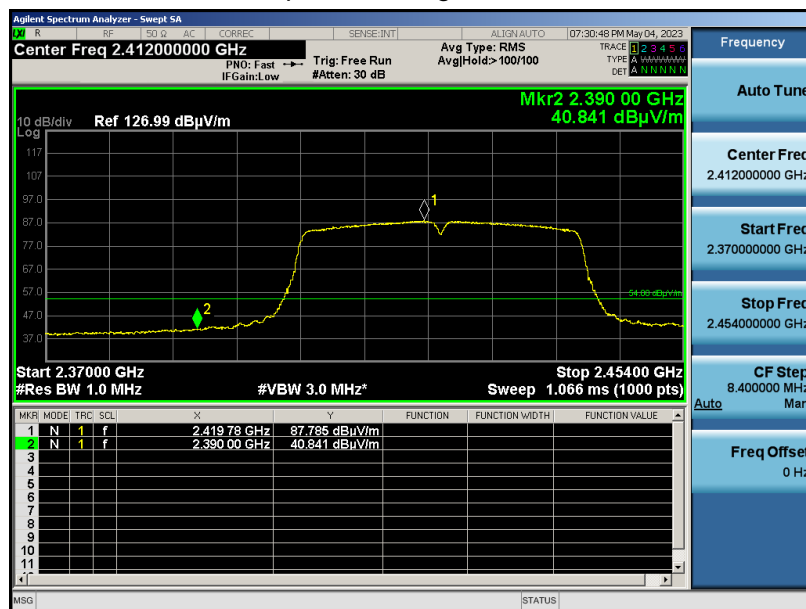 Agilent Spectrum Analyzer - Swept SA
LXI R RF 50 Ω AC CORREC SENSE:INT ALIGN AUTO 07:30:48 PM May 04, 2023
Center Freq 2.412000000 GHz
PNO: Fast
IFGain:Low
Trig: Free Run
#Atten: 30 dB
Avg Type: RMS
Avg|Hold:>100/100
TRACE 1 2 3 4 5 6
TYPE A WWWWW
DET A N N N N N
Mkr2 2.390 00 GHz
40.841 dBµV/m
10 dB/div Ref 126.99 dBµV/m
Log
117
107
97.0
87.0
77.0
67.0
57.0
47.0
37.0
1
2
54.00 dBµV/m
Start 2.37000 GHz Stop 2.45400 GHz
#Res BW 1.0 MHz #VBW 3.0 MHz* Sweep 1.066 ms (1000 pts)
MKR MODE TRC SCL X Y FUNCTION FUNCTION WIDTH FUNCTION VALUE
1 N 1 f 2.419 78 GHz 87.785 dBµV/m
2 N 1 f 2.390 00 GHz 40.841 dBµV/m
3
4
5
6
7
8
9
10
11
MSG STATUS
Frequency
Auto Tune
Center Freq
2.412000000 GHz
Start Freq
2.370000000 GHz
Stop Freq
2.454000000 GHz
CF Step
8.400000 MHz
Auto Man
Freq Offset
0 Hz